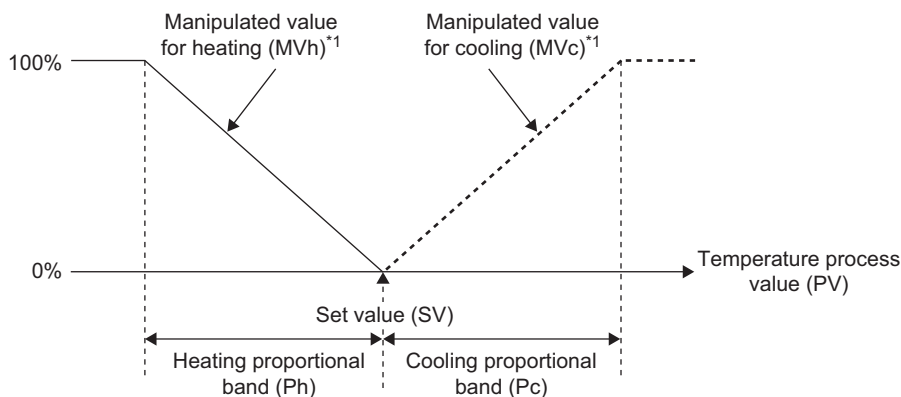 Manipulated value
for heating (MVh)*1
Manipulated value
for cooling (MVc)*1
100%
0%
Temperature process
value (PV)
Set value (SV)
Heating proportional
band (Ph)
Cooling proportional
band (Pc)